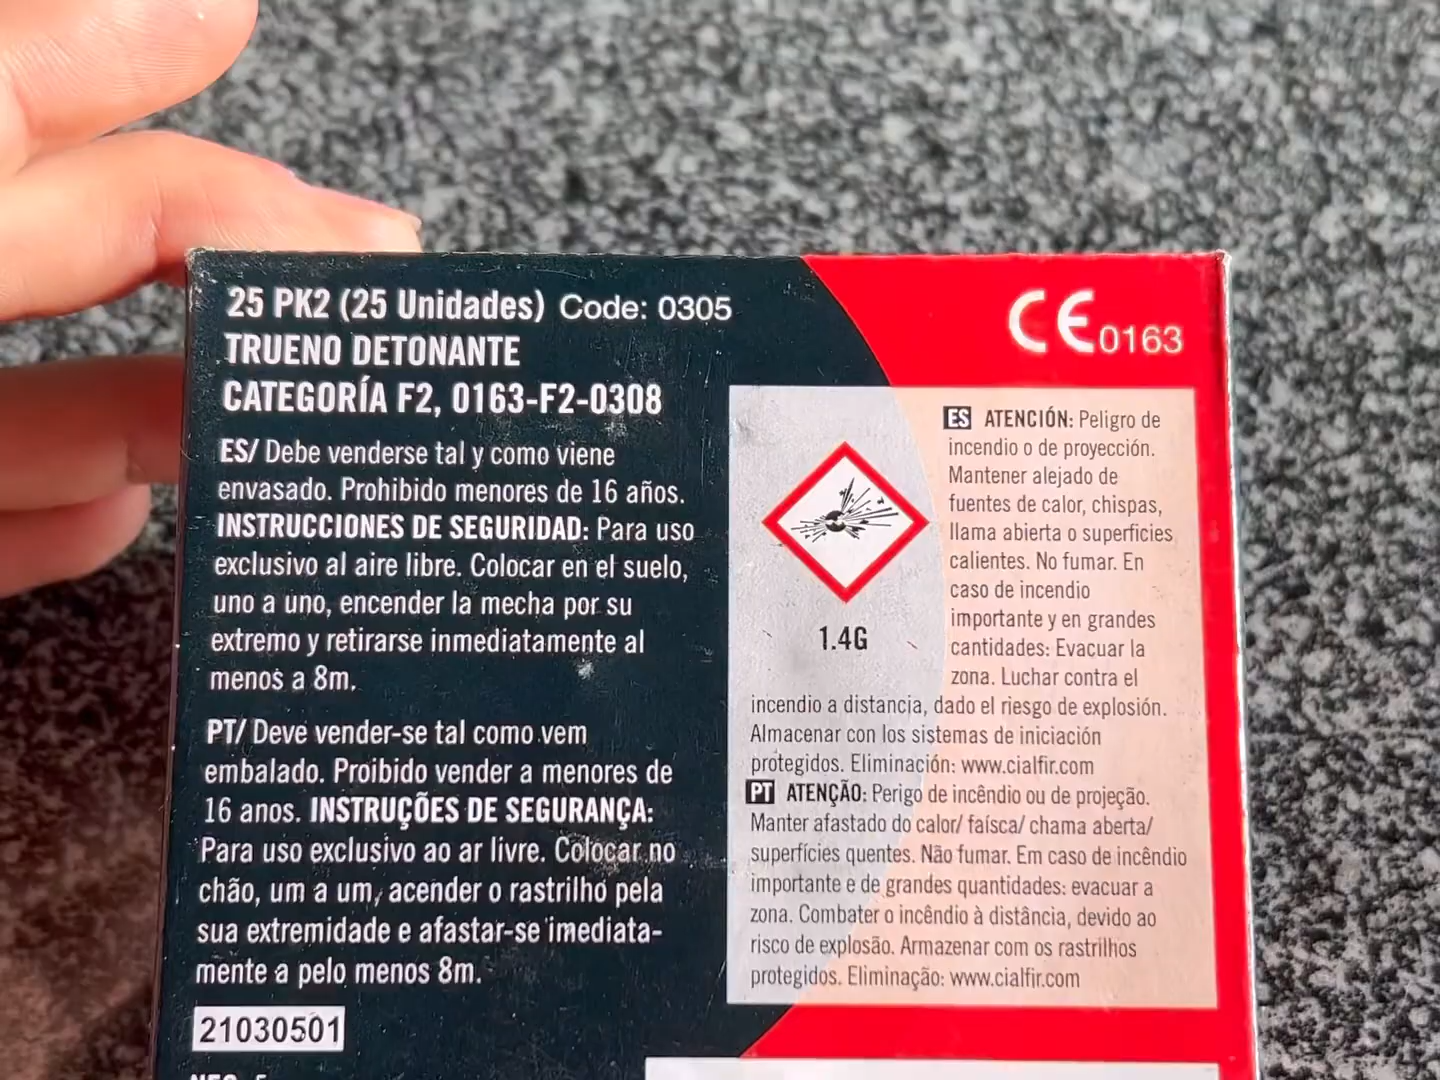 25 PK2 (25 Unidades) Code: 0305
TRUENO DETONANTE
CATEGORÍA F2, 0163-F2-0308
ES/ Debe venderse tal y como viene
envasado. Prohibido menores de 16 años.
INSTRUCCIONES DE SEGURIDAD: Para uso
exclusivo al aire libre. Colocar en el suelo,
uno a uno, encender la mecha por su
extremo y retirarse inmediatamente al
menos a 8m.
PT/ Deve vender-se tal como vem
embalado. Proibido vender a menores de
16 anos. INSTRUÇÕES DE SEGURANÇA:
Para uso exclusivo ao ar livre. Colocar no
chão, um a um, acender o rastrilho pela
sua extremidade e afastar-se imediata-
mente a pelo menos 8m.
21030501
CE 0163
1.4G
ES ATENCIÓN: Peligro de
incendio o de proyección.
Mantener alejado de
fuentes de calor, chispas,
llama abierta o superfícies
calientes. No fumar. En
caso de incendio
importante y en grandes
cantidades: Evacuar la
zona. Luchar contra el
incendio a distancia, dado el riesgo de explosión.
Almacenar con los sistemas de iniciación
protegidos. Eliminación: www.cialfir.com
PT ATENÇÃO: Perigo de incêndio ou de projeção.
Manter afastado do calor/ faísca/ chama aberta/
superfícies quentes. Não fumar. Em caso de incêndio
importante e de grandes quantidades: evacuar a
zona. Combater o incêndio à distância, devido ao
risco de explosão. Armazenar com os rastrilhos
protegidos. Eliminação: www.cialfir.com